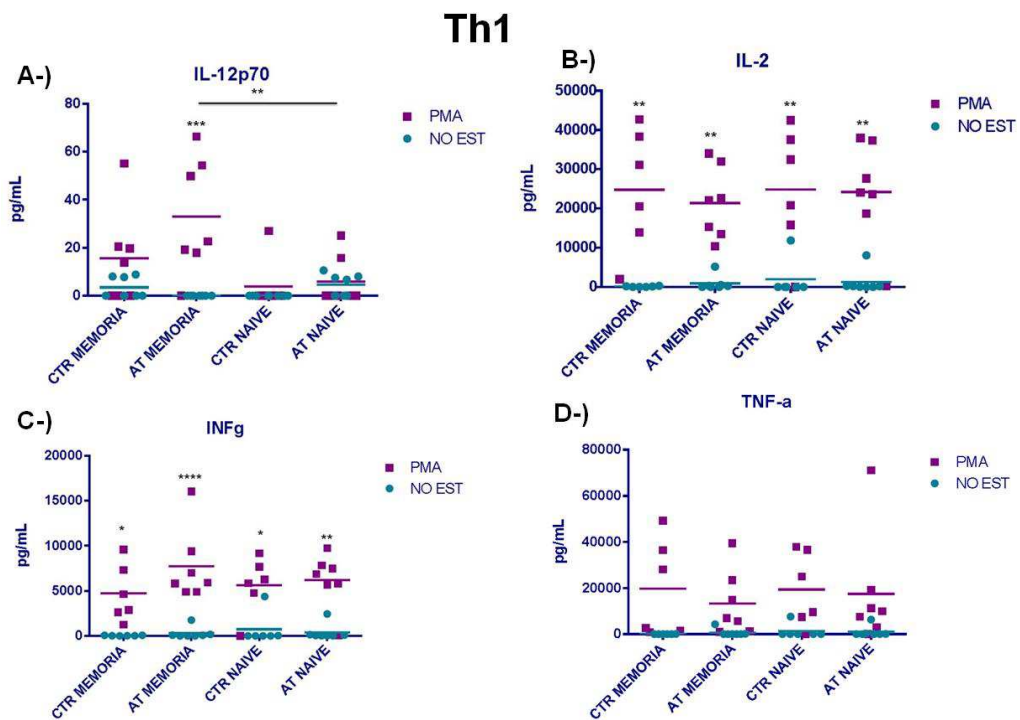 Th1
A-)
IL-12p70
**
***
80
60
40
20
0
pg/mL
PMA
NO EST
CTR MEMORIA
AT MEMORIA
CTR NAIVE
AT NAIVE
B-)
IL-2
**
**
**
**
50000
40000
30000
20000
10000
0
pg/mL
PMA
NO EST
CTR MEMORIA
AT MEMORIA
CTR NAIVE
AT NAIVE
C-)
INFg
*
****
*
**
20000
15000
10000
5000
0
pg/mL
PMA
NO EST
CTR MEMORIA
AT MEMORIA
CTR NAIVE
AT NAIVE
D-)
TNF-a
80000
60000
40000
20000
0
pg/mL
PMA
NO EST
CTR MEMORIA
AT MEMORIA
CTR NAIVE
AT NAIVE